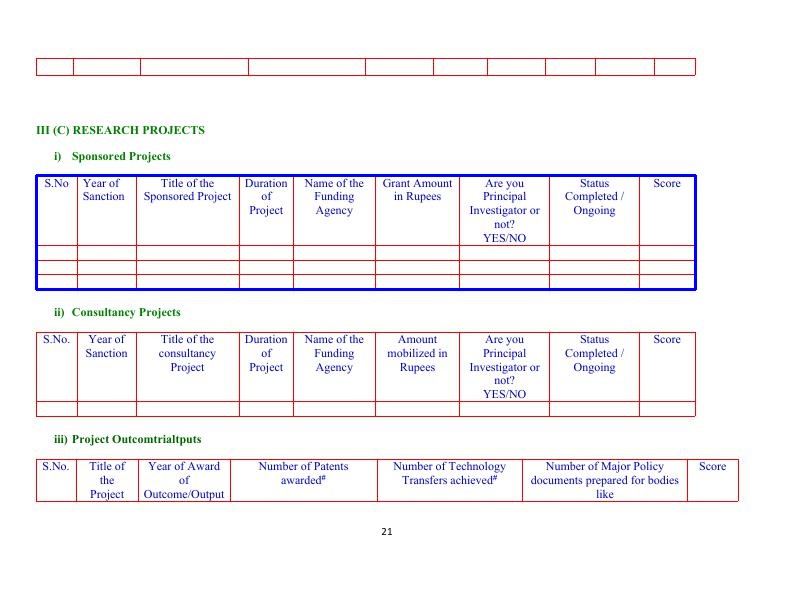 III (C) RESEARCH PROJECTS
i) Sponsored Projects
S.No Year of Title of the Duration Name of the Grant Amount Are you Status Score
Sanction Sponsored Project of Funding in Rupees Principal Completed /
Project Agency Investigator or Ongoing
not?
YES/NO
ii) Consultancy Projects
S.No. Year of Title of the Duration Name of the Amount Are you Status Score
Sanction consultancy of Funding mobilized in Principal Completed /
Project Project Agency Rupees Investigator or Ongoing
not?
YES/NO
iii) Project Outcomtrialtputs
S.No. Title of Year of Award Number of Patents Number of Technology Number of Major Policy Score
the of awarded# Transfers achieved# documents prepared for bodies
Project Outcome/Output like
21